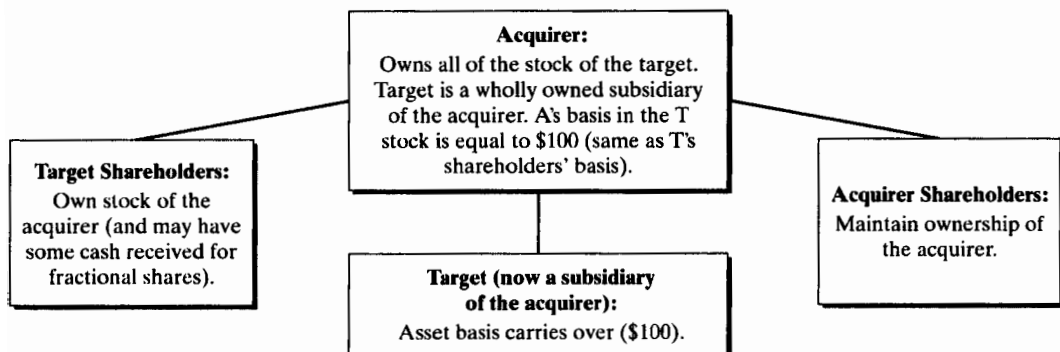 Acquirer:
Owns all of the stock of the target.
Target is a wholly owned subsidiary
of the acquirer. A's basis in the T
stock is equal to $100 (same as T's
shareholders' basis).
Target Shareholders:
Own stock of the
acquirer (and may have
some cash received for
fractional shares).
Acquirer Shareholders:
Maintain ownership of
the acquirer.
Target (now a subsidiary
of the acquirer):
Asset basis carries over ($100).